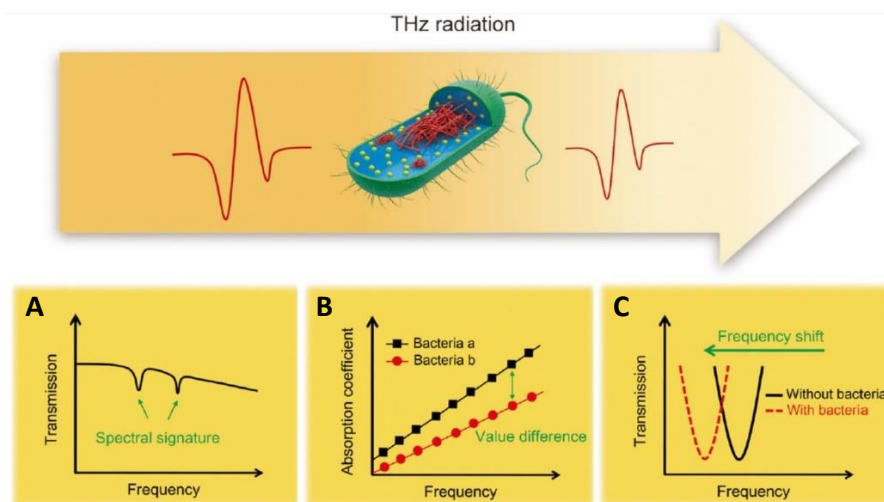 THz radiation
A
Transmission
Spectral signature
Frequency
B
Absorption coefficient
Bacteria a
Bacteria b
Value difference
Frequency
C
Transmission
Frequency shift
Without bacteria
With bacteria
Frequency